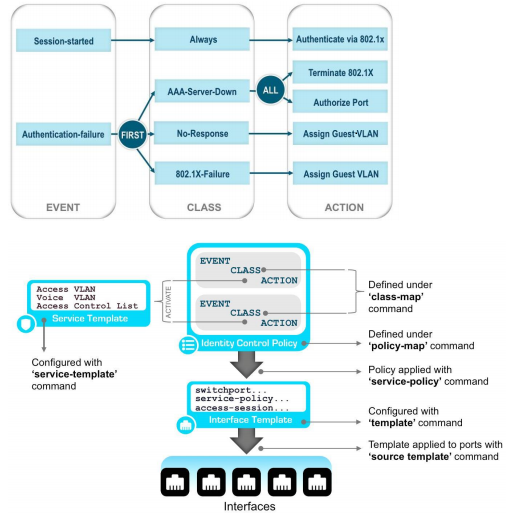 Session-started
Always
Authenticate via 802.1x
Terminate 802.1X
AAA-Server-Down
ALL
Authorize Port
Authentication-failure
FIRST
No-Response
Assign Guest-VLAN
802.1X-Failure
Assign Guest VLAN
EVENT
CLASS
ACTION
EVENT
CLASS
ACTION
EVENT
CLASS
ACTION
Identity Control Policy
ACTIVATE
Access VLAN
Voice VLAN
Access Control List
Service Template
Configured with
'service-template'
command
Defined under
'class-map'
command
Defined under
'policy-map' command
Policy applied with
'service-policy' command
switchport...
service-policy...
access-session...
Interface Template
Configured with
'template' command
Template applied to ports with
'source template' command
Interfaces